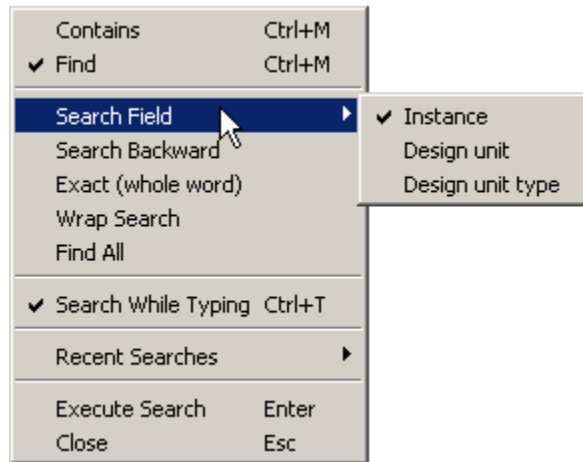 Contains Ctrl+M
Find Ctrl+M
Search Field
Search Backward
Exact (whole word)
Wrap Search
Find All
Search While Typing Ctrl+T
Recent Searches
Execute Search Enter
Close Esc
Instance
Design unit
Design unit type